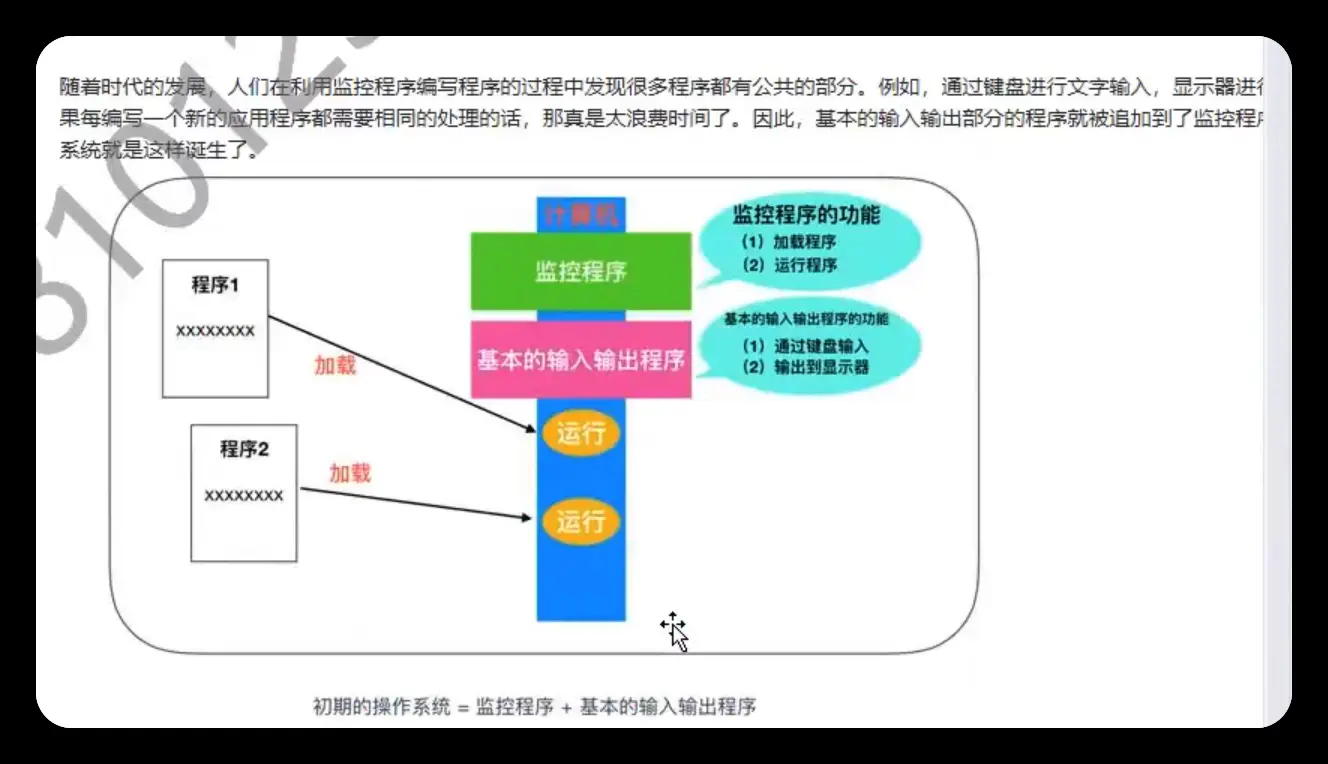 随着时代的发展，人们在利用监控程序编写程序的过程中发现很多程序都有公共的部分。例如，通过键盘进行文字输入，显示器进行
果每编写一个新的应用程序都需要相同的处理的话，那真是太浪费时间了。因此，基本的输入输出部分的程序就被追加到了监控程序
系统就是这样诞生了。
计算机
监控程序的功能
(1) 加载程序
(2) 运行程序
监控程序
程序1
xxxxxxxx
基本的输入输出程序的功能
(1) 通过键盘输入
(2) 输出到显示器
基本的输入输出程序
加载
运行
程序2
xxxxxxxx
加载
运行
初期的操作系统 = 监控程序 + 基本的输入输出程序